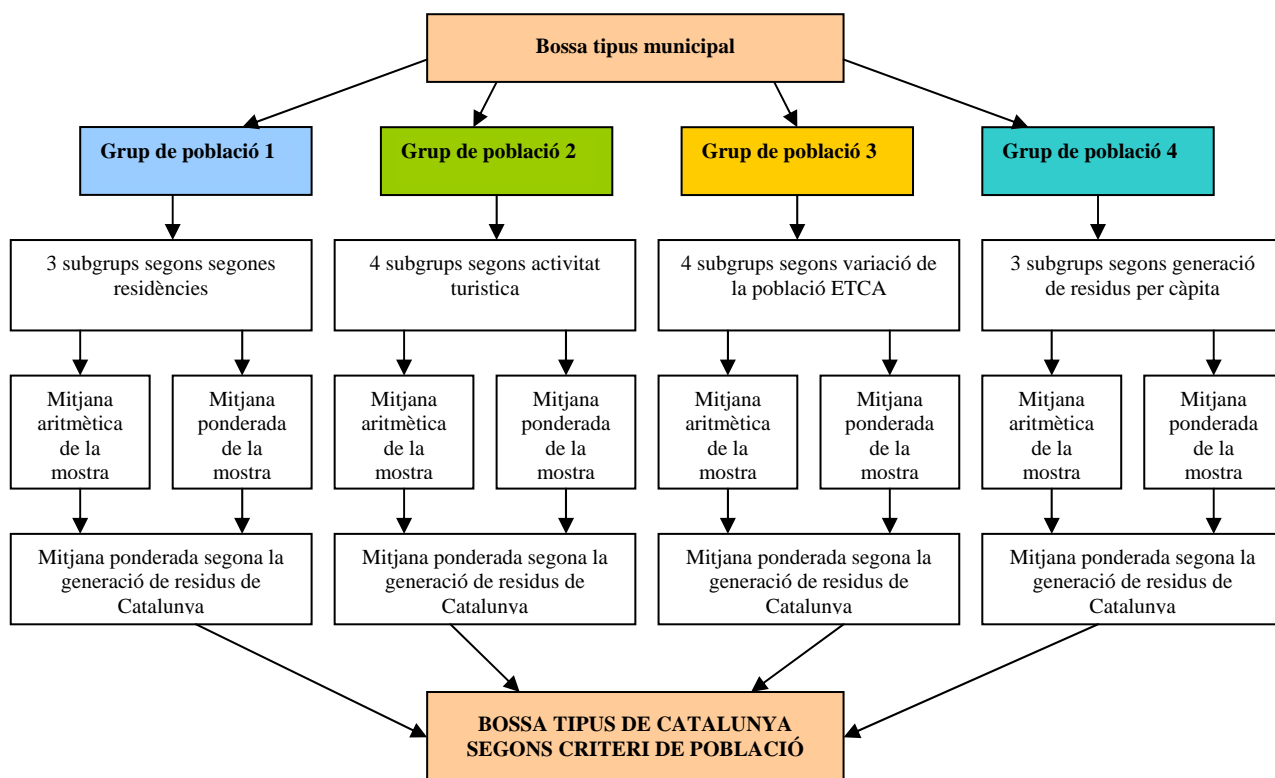 Bossa tipus municipal
Grup de població 1
Grup de població 2
Grup de població 3
Grup de població 4
3 subgrups segons segones
residències
4 subgrups segons activitat
turistica
4 subgrups segons variació de
la població ETCA
3 subgrups segons generació
de residus per càpita
Mitjana
aritmètica
de la
mostra
Mitjana
ponderada
de la
mostra
Mitjana
aritmètica
de la
mostra
Mitjana
ponderada
de la
mostra
Mitjana
aritmètica
de la
mostra
Mitjana
ponderada
de la
mostra
Mitjana
aritmètica
de la
mostra
Mitjana
ponderada
de la
mostra
Mitjana ponderada segona la
generació de residus de
Catalunya
Mitjana ponderada segona la
generació de residus de
Catalunya
Mitjana ponderada segona la
generació de residus de
Catalunya
Mitjana ponderada segona la
generació de residus de
Catalunya
BOSSA TIPUS DE CATALUNYA
SEGONS CRITERI DE POBLACIÓ